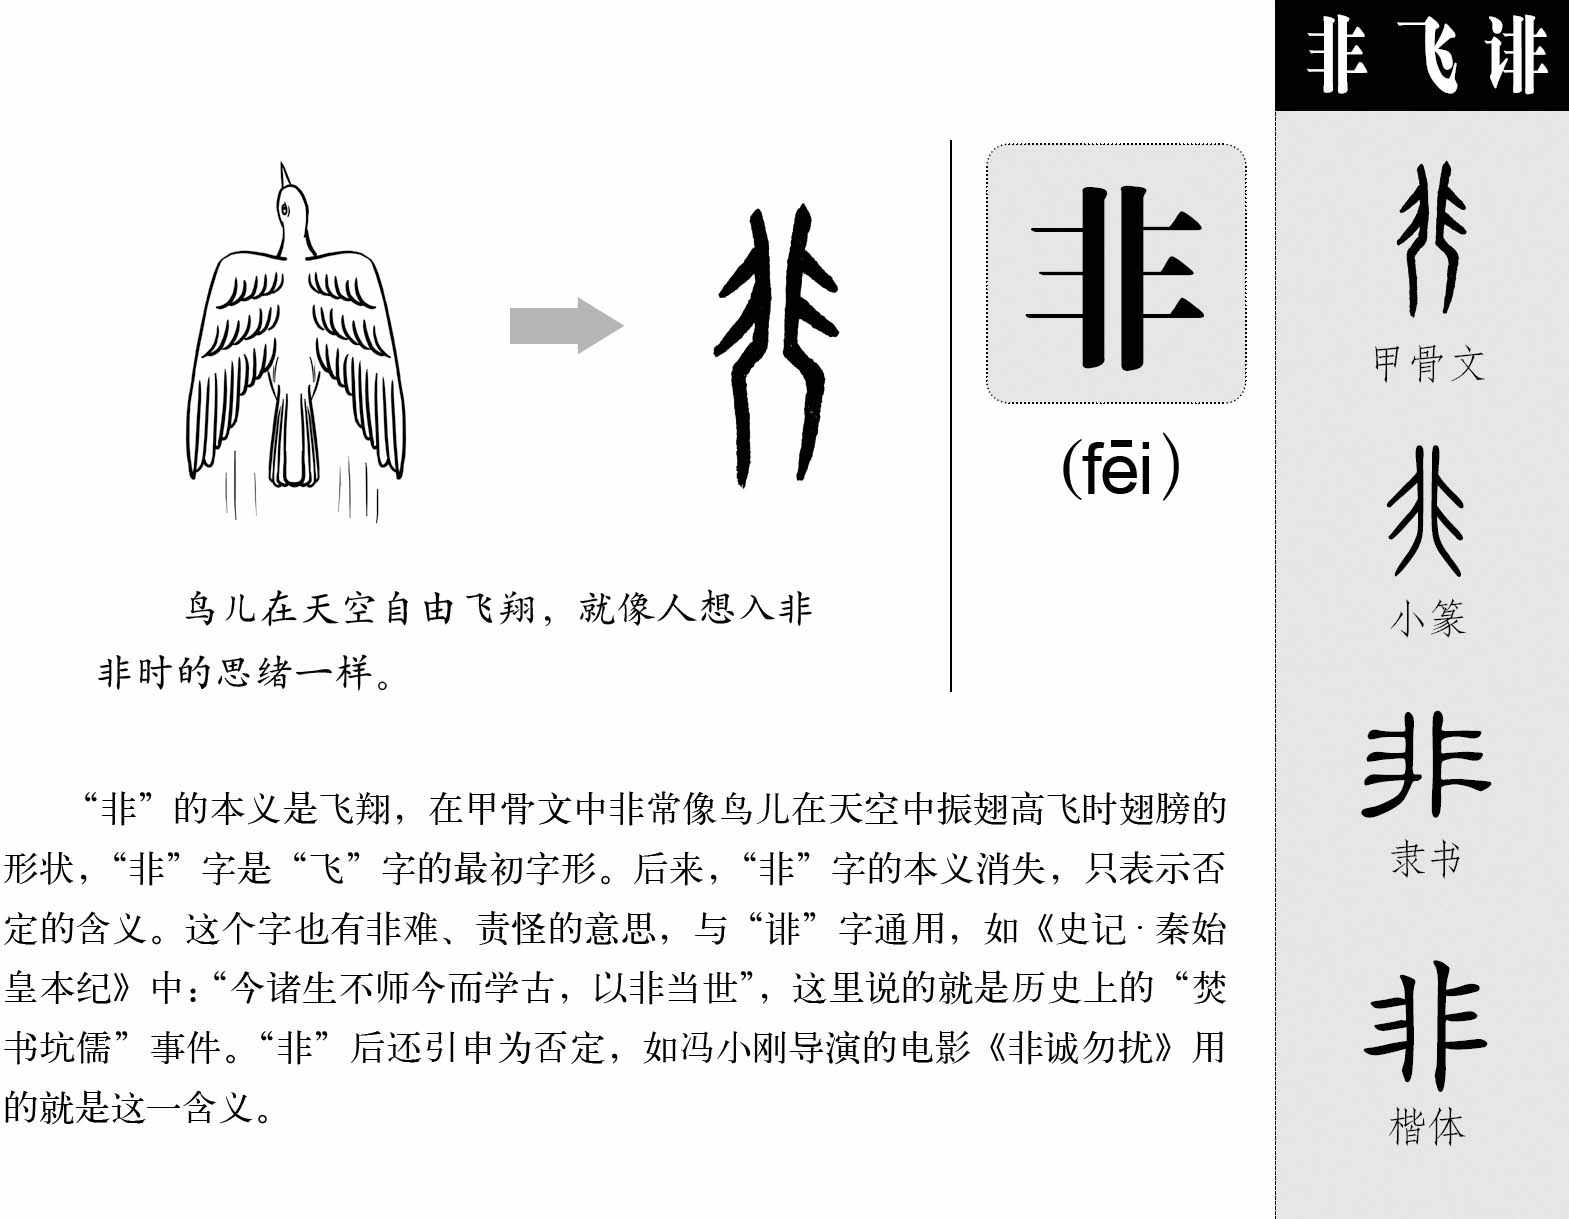 非 飞 诽
非
(fēi)
鸟儿在天空自由飞翔，就像人想入非
非时的思绪一样。
“非”的本义是飞翔，在甲骨文中非常像鸟儿在天空中振翅高飞时翅膀的
形状，“非”字是“飞”字的最初字形。后来，“非”字的本义消失，只表示否
定的含义。这个字也有非难、责怪的意思，与“诽”字通用，如《史记·秦始
皇本纪》中：“今诸生不师今而学古，以非当世”，这里说的就是历史上的“焚
书坑儒”事件。“非”后还引申为否定，如冯小刚导演的电影《非诚勿扰》用
的就是这一含义。
非
甲骨文
非
小篆
非
隶书
非
楷体